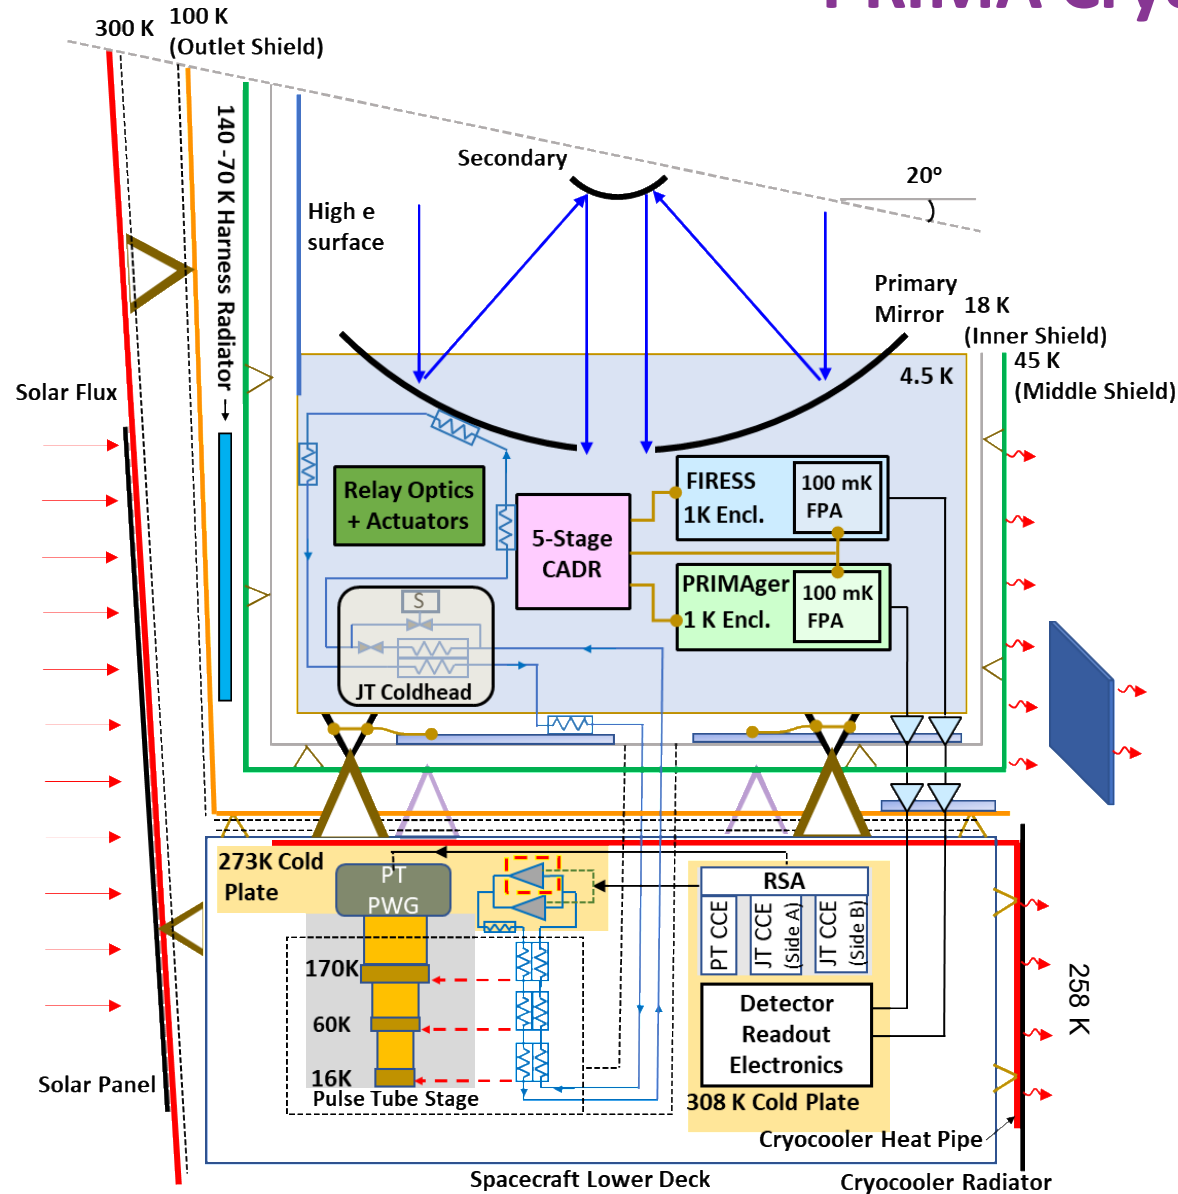 300 K
100 K
(Outlet Shield)
140 -70 K Harness Radiator
Secondary
20°
High e
surface
Primary
Mirror
18 K
(Inner Shield)
45 K
(Middle Shield)
4.5 K
Solar Flux
Relay Optics
+ Actuators
5-Stage
CADR
FIRESS
1K Encl.
100 mK
FPA
PRIMAger
1 K Encl.
100 mK
FPA
S
JT Coldhead
273K Cold
Plate
PT
PWG
RSA
PT CCE
JT CCE
(Side A)
JT CCE
(Side B)
170K
60K
16K
Pulse Tube Stage
Detector
Readout
Electronics
308 K Cold Plate
258 K
Solar Panel
Cryocooler Heat Pipe
Spacecraft Lower Deck
Cryocooler Radiator